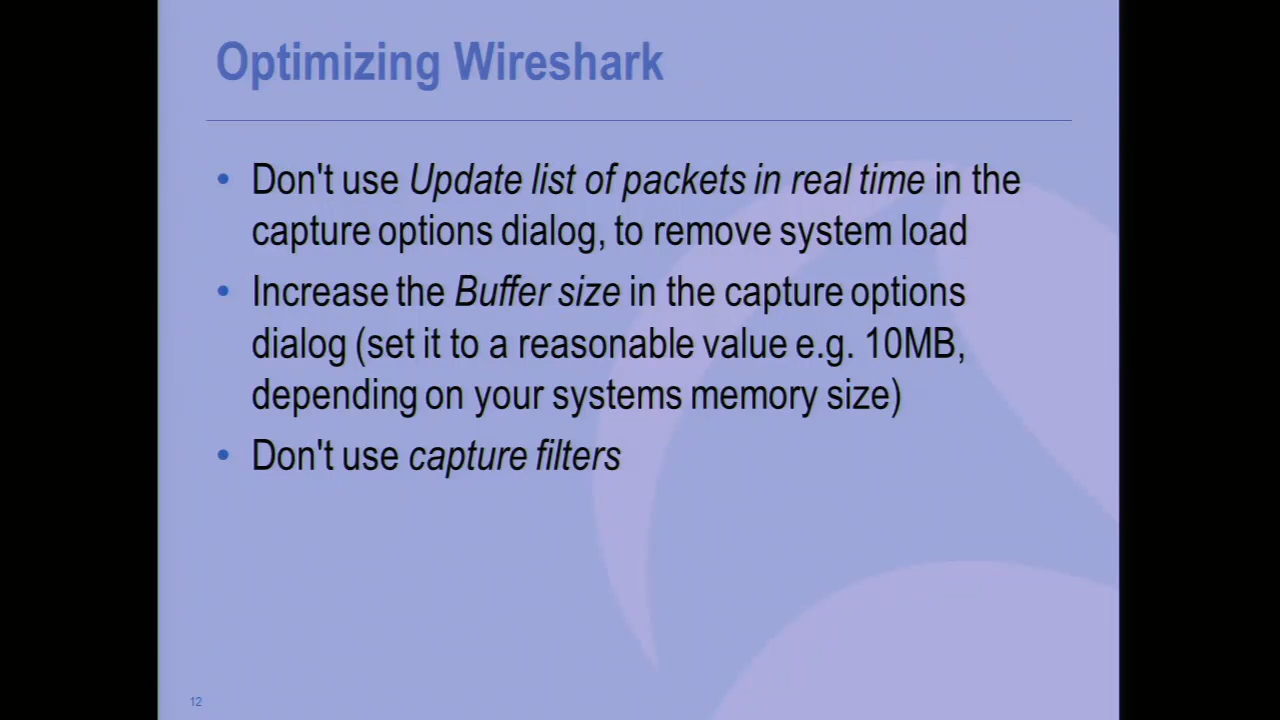 Optimizing Wireshark
• Don't use Update list of packets in real time in the
capture options dialog, to remove system load
• Increase the Buffer size in the capture options
dialog (set it to a reasonable value e.g. 10MB,
depending on your systems memory size)
• Don't use capture filters
12